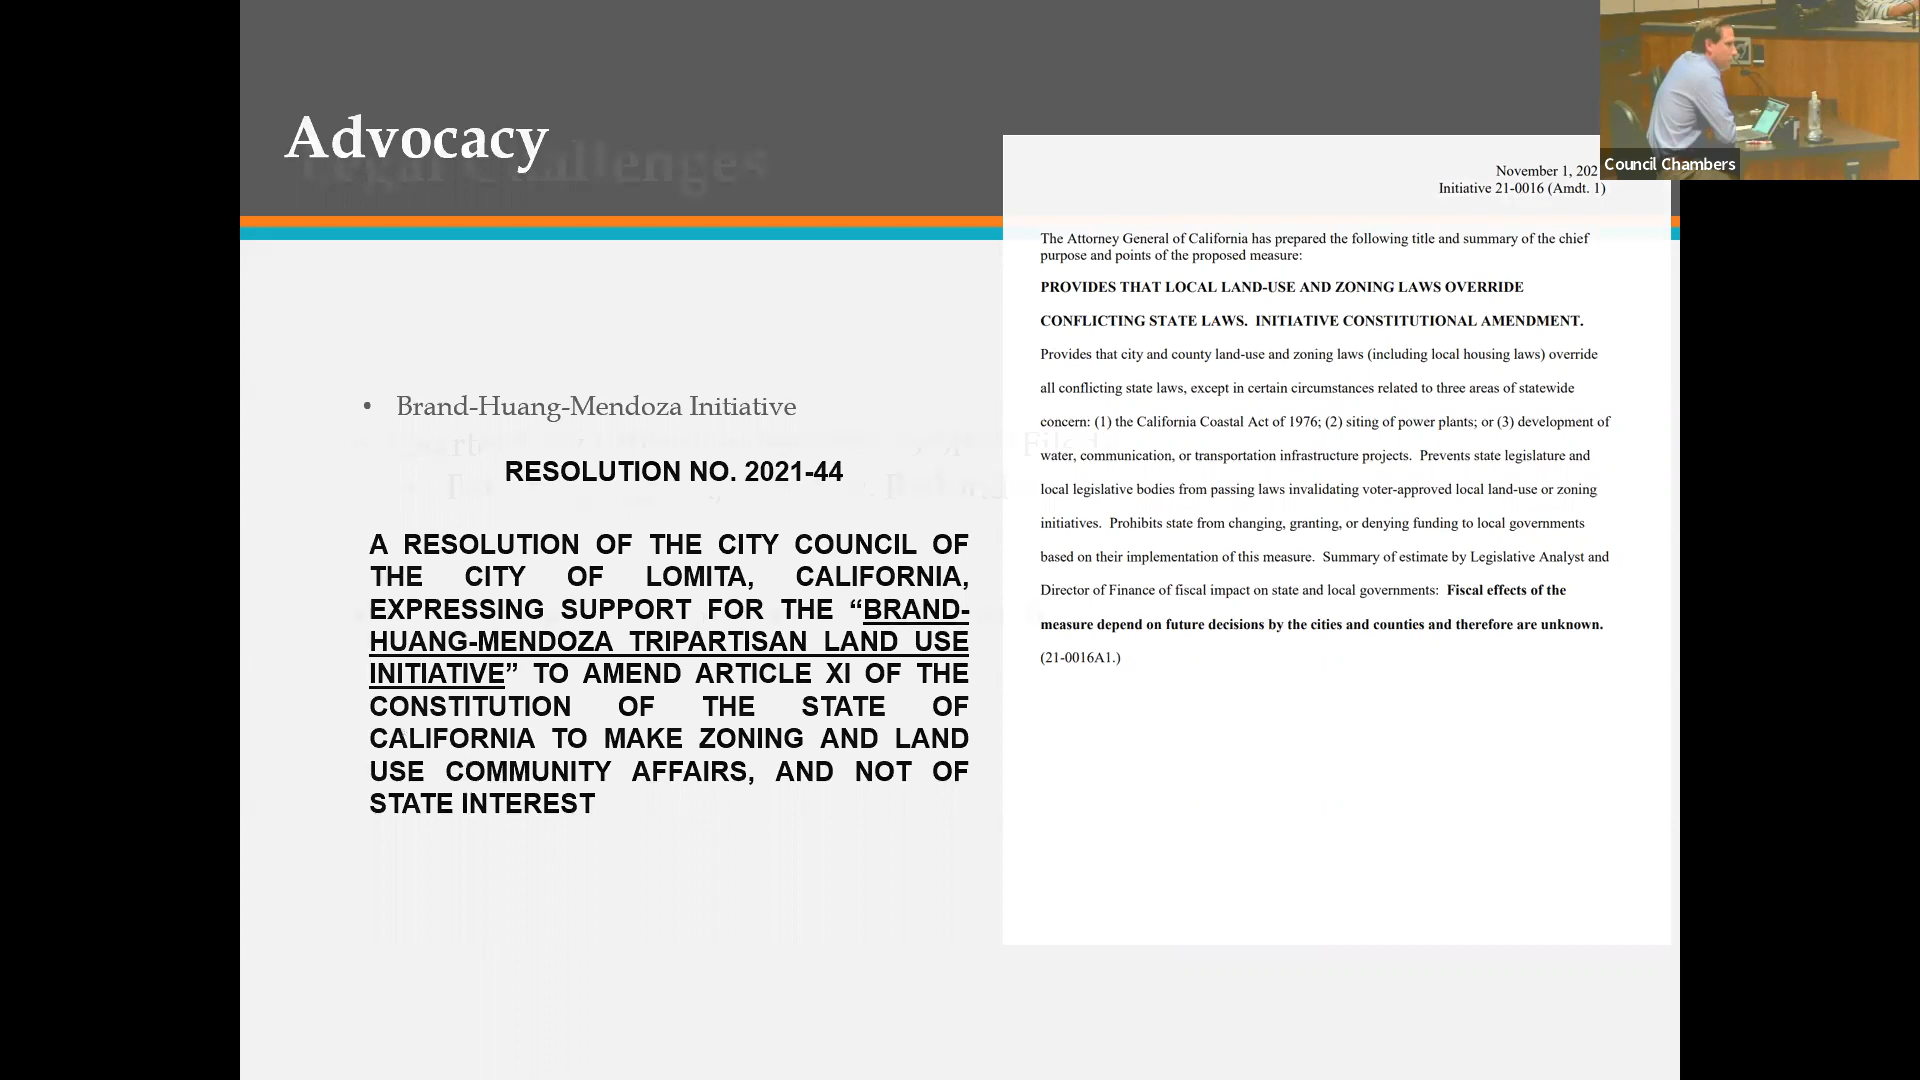 Advocacy
• Brand-Huang-Mendoza Initiative
RESOLUTION NO. 2021-44
A RESOLUTION OF THE CITY COUNCIL OF
THE CITY OF LOMITA, CALIFORNIA,
EXPRESSING SUPPORT FOR THE “BRAND-
HUANG-MENDOZA TRIPARTISAN LAND USE
INITIATIVE” TO AMEND ARTICLE XI OF THE
CONSTITUTION OF THE STATE OF
CALIFORNIA TO MAKE ZONING AND LAND
USE COMMUNITY AFFAIRS, AND NOT OF
STATE INTEREST
November 1, 202
Initiative 21-0016 (Amdt. 1)
The Attorney General of California has prepared the following title and summary of the chief
purpose and points of the proposed measure:
PROVIDES THAT LOCAL LAND-USE AND ZONING LAWS OVERRIDE
CONFLICTING STATE LAWS. INITIATIVE CONSTITUTIONAL AMENDMENT.
Provides that city and county land-use and zoning laws (including local housing laws) override
all conflicting state laws, except in certain circumstances related to three areas of statewide
concern: (1) the California Coastal Act of 1976; (2) siting of power plants; or (3) development of
water, communication, or transportation infrastructure projects. Prevents state legislature and
local legislative bodies from passing laws invalidating voter-approved local land-use or zoning
initiatives. Prohibits state from changing, granting, or denying funding to local governments
based on their implementation of this measure. Summary of estimate by Legislative Analyst and
Director of Finance of fiscal impact on state and local governments: Fiscal effects of the
measure depend on future decisions by the cities and counties and therefore are unknown.
(21-0016A1.)
Council Chambers
Legal Challenges